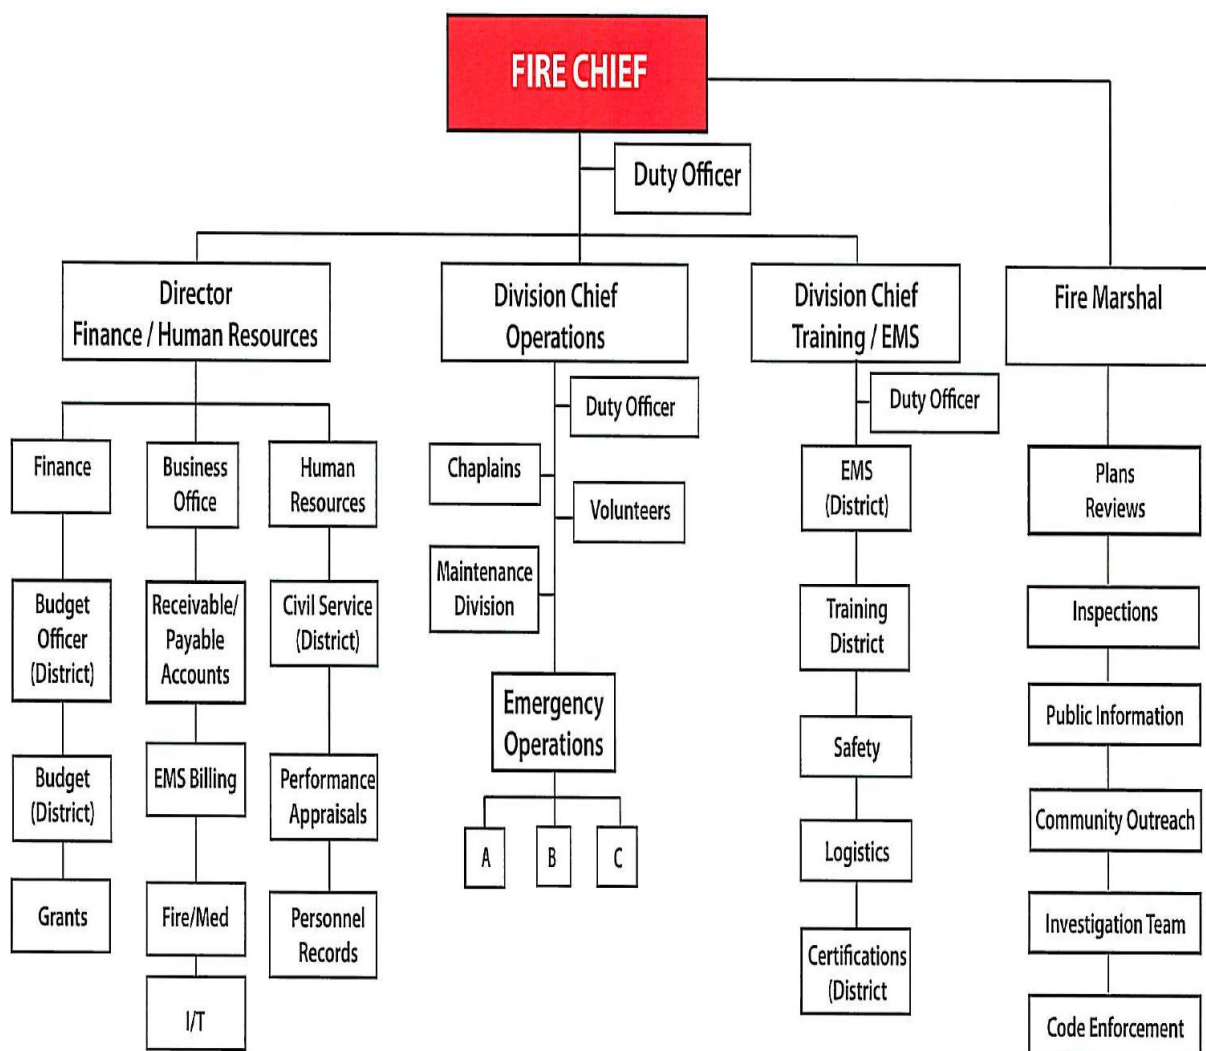 FIRE CHIEF
Duty Officer
Director
Finance / Human Resources
Division Chief
Operations
Division Chief
Training / EMS
Fire Marshal
Duty Officer
Duty Officer
Finance
Business
Office
Human
Resources
Chaplains
Volunteers
EMS
(District)
Plans
Reviews
Budget
Officer
(District)
Receivable/
Payable
Accounts
Civil Service
(District)
Maintenance
Division
Training
District
Inspections
Emergency
Operations
Public Information
Budget
(District)
EMS Billing
Performance
Appraisals
Safety
A
B
C
Logistics
Community Outreach
Grants
Fire/Med
Personnel
Records
Certifications
(District
Investigation Team
I/T
Code Enforcement